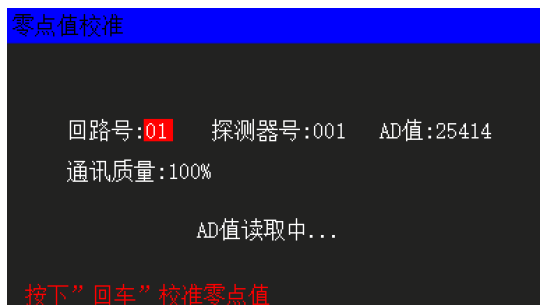 零点值校准
回路号:01 探测器号:001 AD值:25414
通讯质量:100%
AD值读取中...
按下”回车”校准零点值